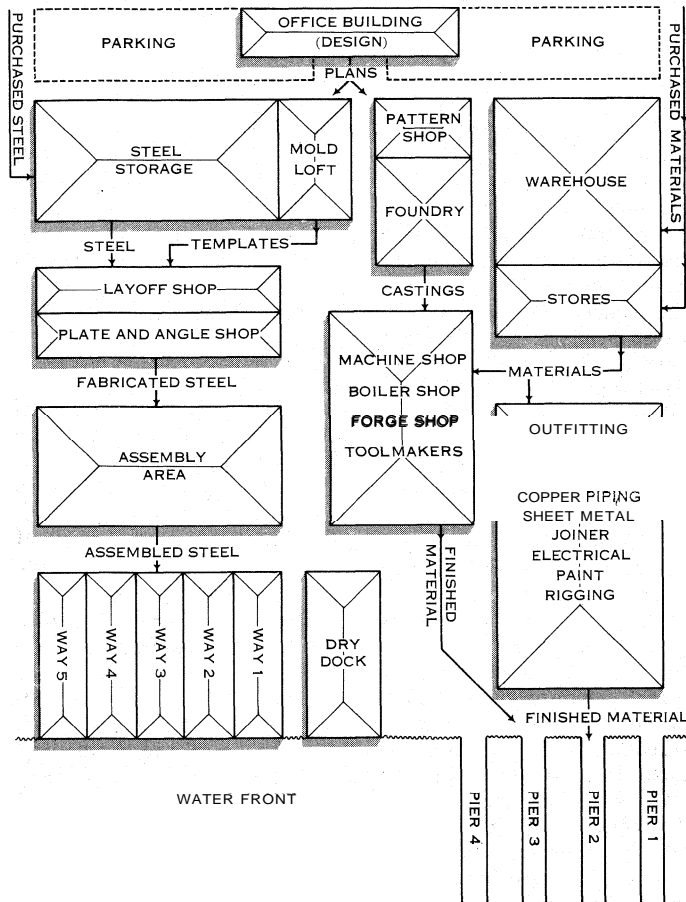 OFFICE BUILDING
(DESIGN)
PARKING
PARKING
PLANS
PURCHASED STEEL
PURCHASED MATERIALS
STEEL
STORAGE
MOLD
LOFT
PATTERN
SHOP
FOUNDRY
WAREHOUSE
STEEL
TEMPLATES
CASTINGS
STORES
LAYOFF SHOP
PLATE AND ANGLE SHOP
MACHINE SHOP
BOILER SHOP
FORGE SHOP
TOOLMAKERS
MATERIALS
FABRICATED STEEL
OUTFITTING
ASSEMBLY
AREA
COPPER PIPING
SHEET METAL
JOINER
ELECTRICAL
PAINT
RIGGING
ASSEMBLED STEEL
FINISHED
MATERIAL
WAY 5
WAY 4
WAY 3
WAY 2
WAY 1
DRY
DOCK
FINISHED MATERIAL
WATER FRONT
PIER 4
PIER 3
PIER 2
PIER 1